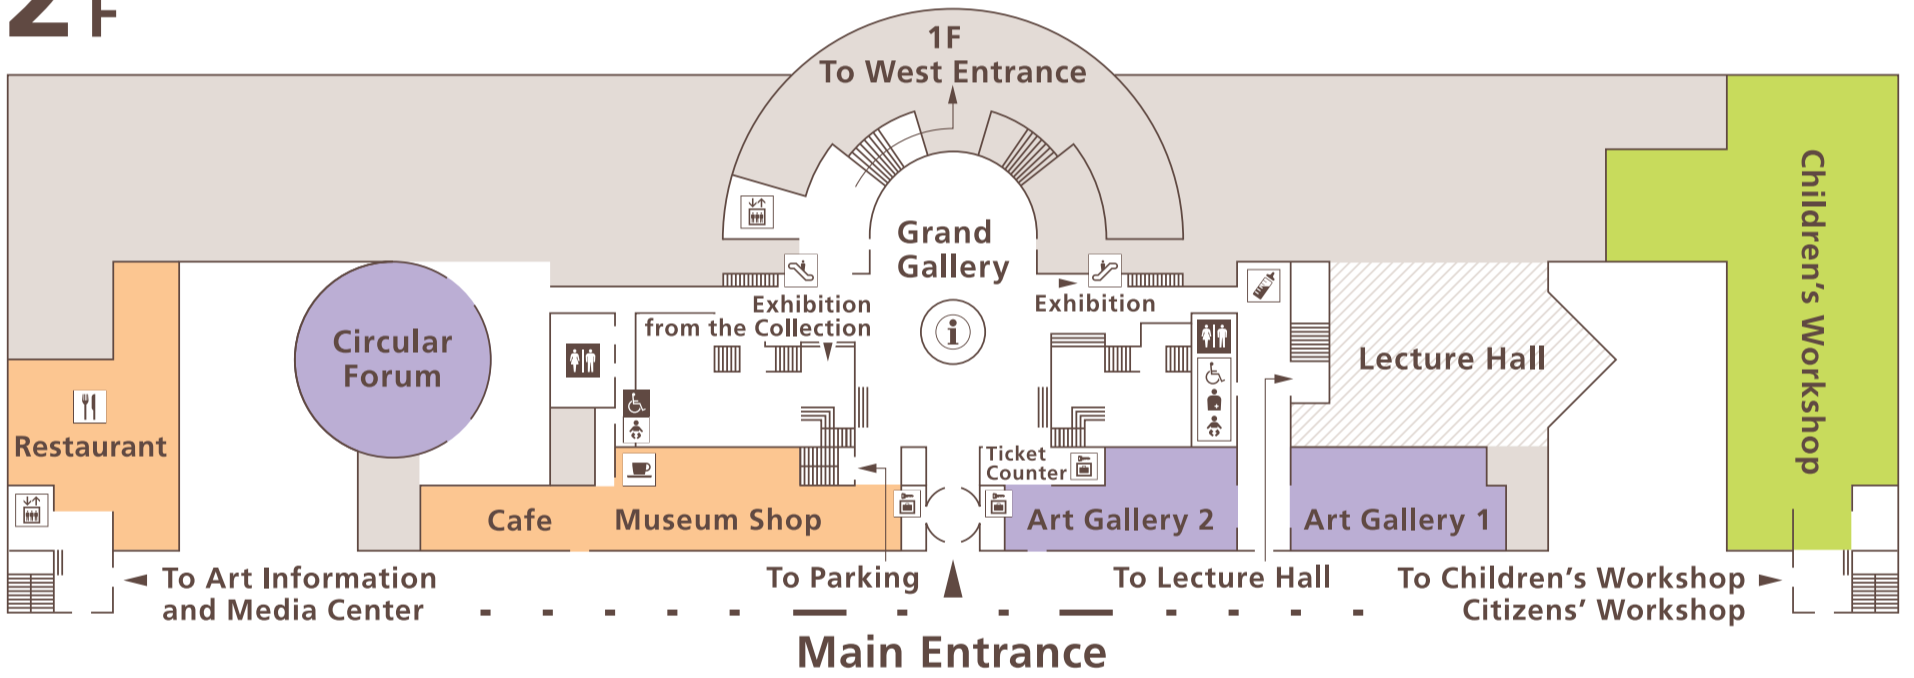 2F
1F
To West Entrance
Grand
Gallery
Exhibition
from the Collection
Exhibition
i
Circular
Forum
Lecture Hall
Children's Workshop
Restaurant
Ticket
Counter
Cafe
Museum Shop
Art Gallery 2
Art Gallery 1
To Art Information
and Media Center
To Parking
To Lecture Hall
To Children's Workshop
Citizens' Workshop
Main Entrance